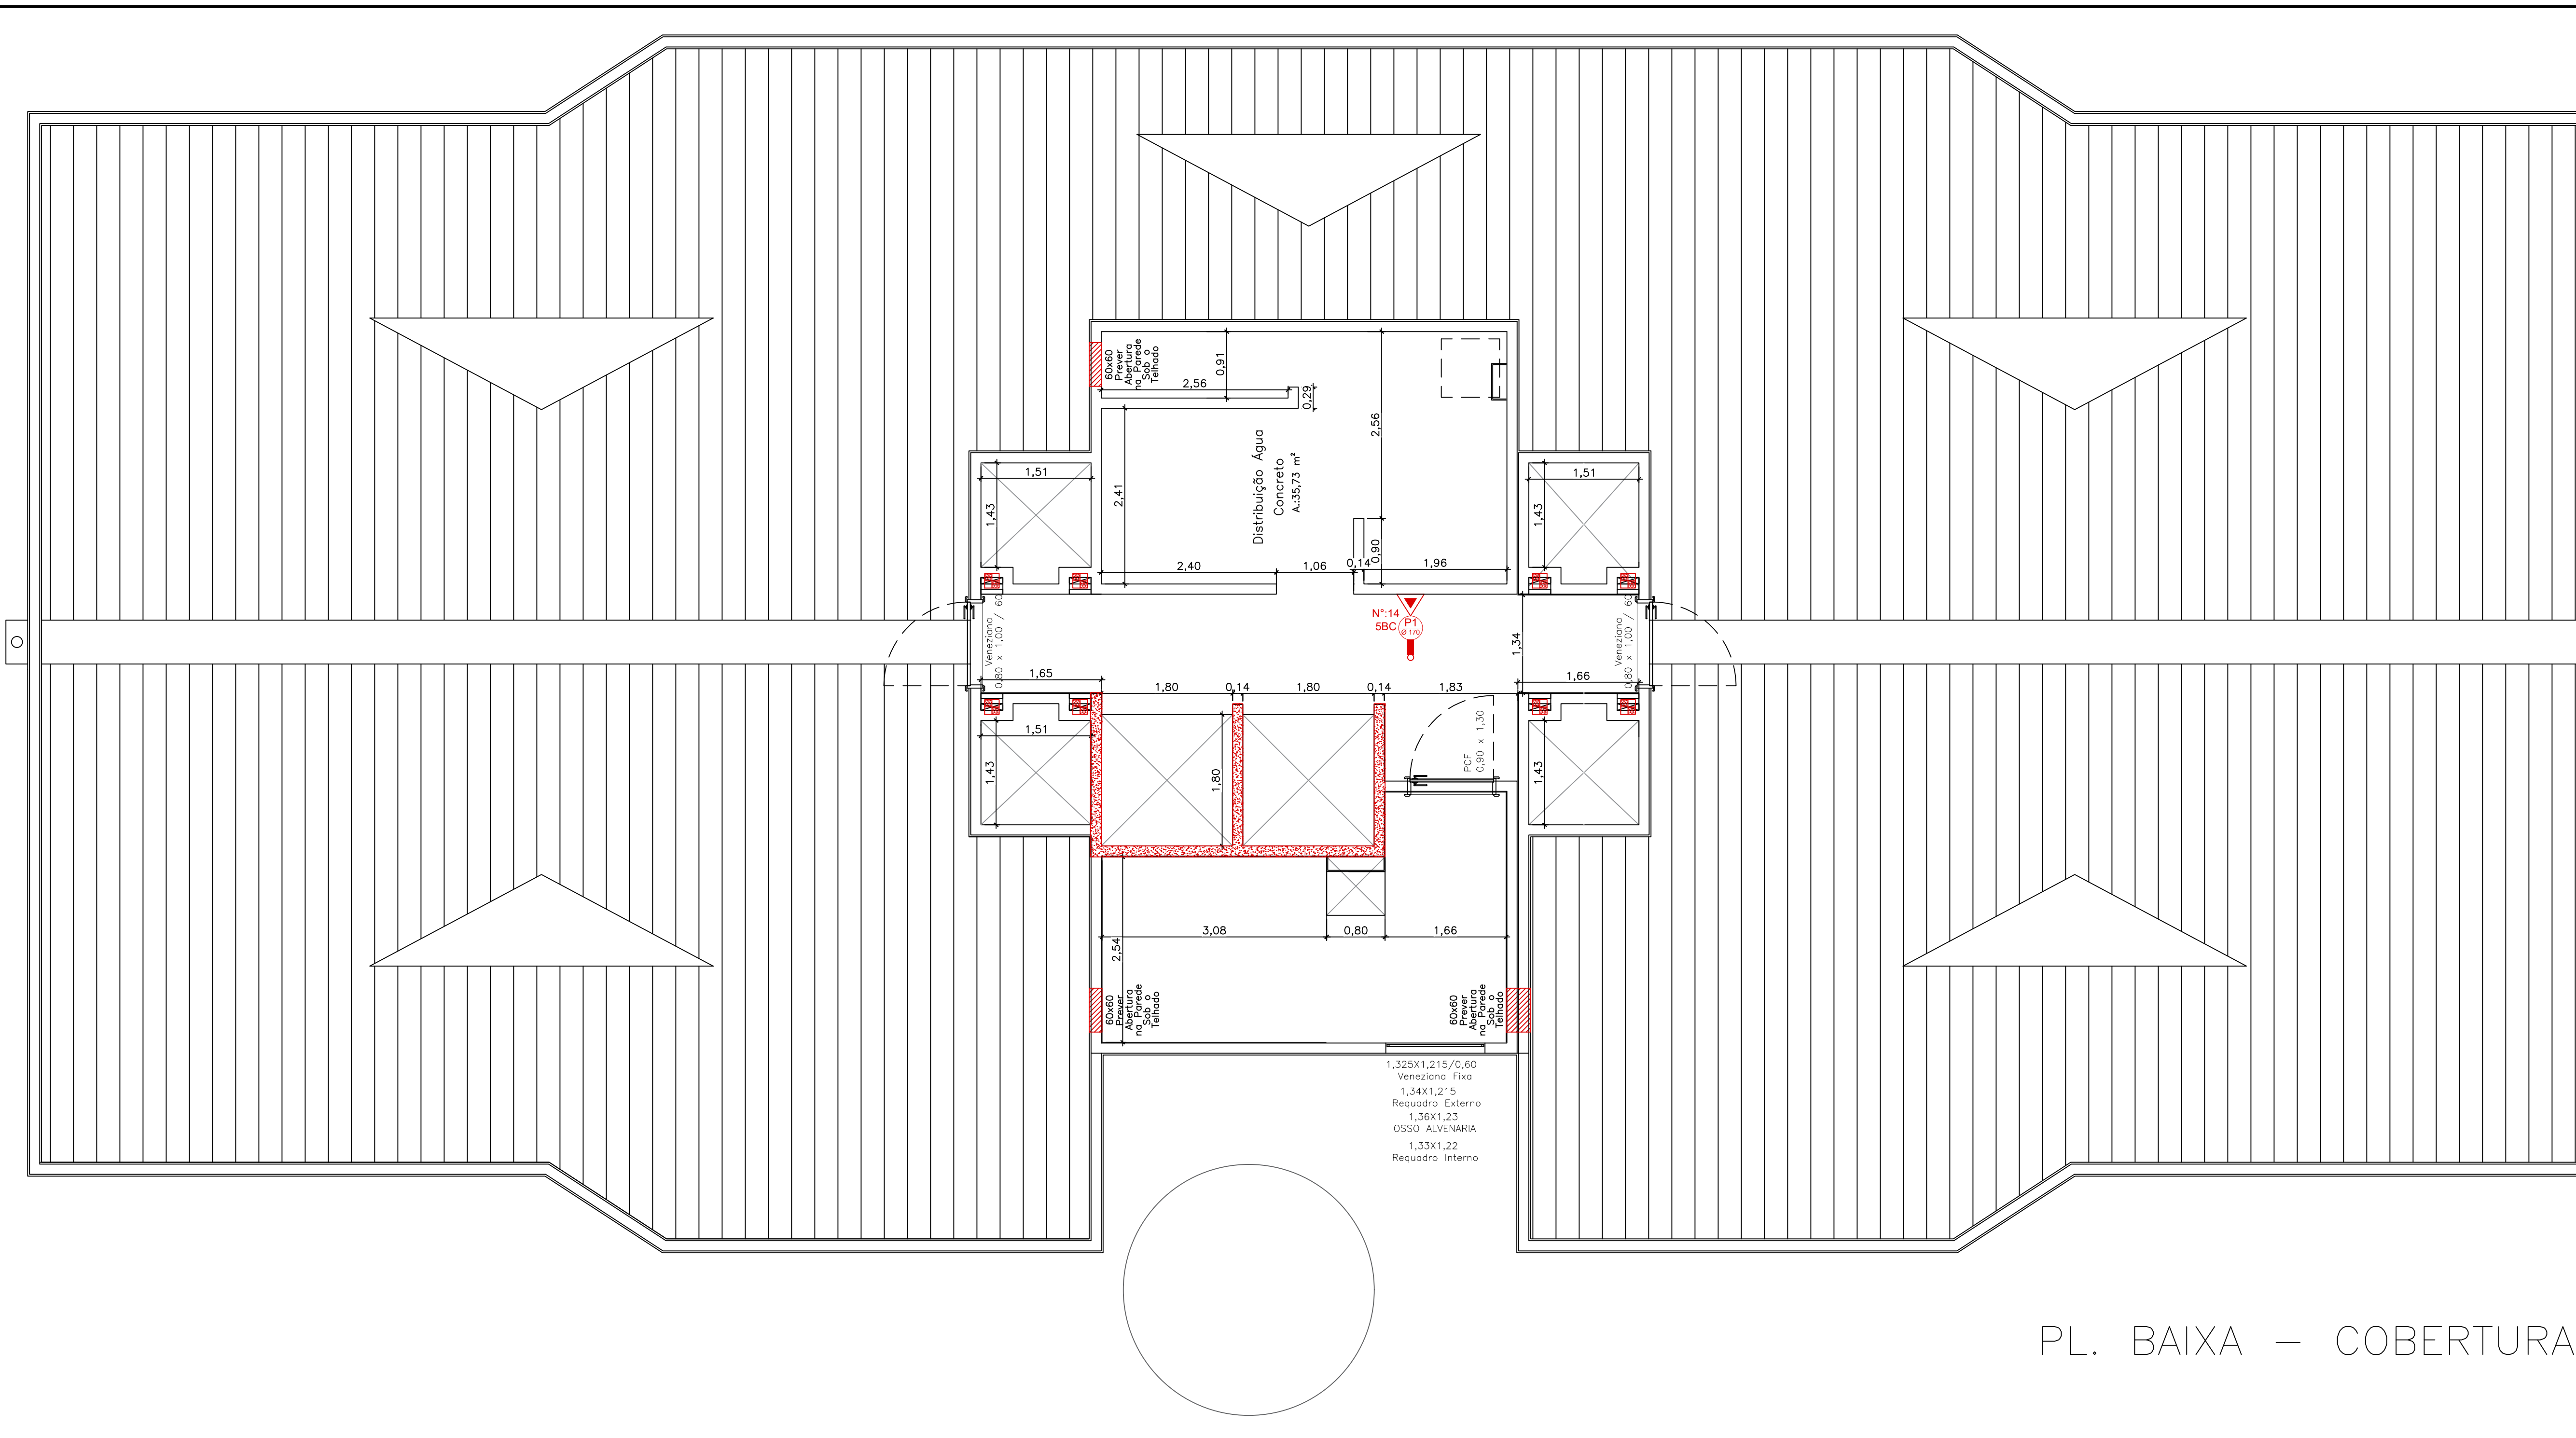 60x60
Prever
Abertura
na Parede
Sob o
Telhado
0,91
2,56
0,29
2,56
Distribuição Água
Concreto
A.:35,73 m²
1,51
1,43
2,41
1,51
1,43
0,90
2,40
1,06
0,14
1,96
N°:14
5BC
P1
Ø 170
Veneziana
0,80 x 1,00 / 60
1,34
Veneziana
0,80 x 1,00 / 60
1,65
1,80
0,14
1,80
0,14
1,83
1,66
1,51
1,43
1,80
PCF
0,90 x 1,30
1,43
3,08
0,80
1,66
2,54
60x60
Prever
Abertura
na Parede
Sob o
Telhado
60x60
Prever
Abertura
na Parede
Sob o
Telhado
1,325X1,215/0,60
Veneziana Fixa
1,34X1,215
Requadro Externo
1,36X1,23
OSSO ALVENARIA
1,33X1,22
Requadro Interno
PL. BAIXA – COBERTURA